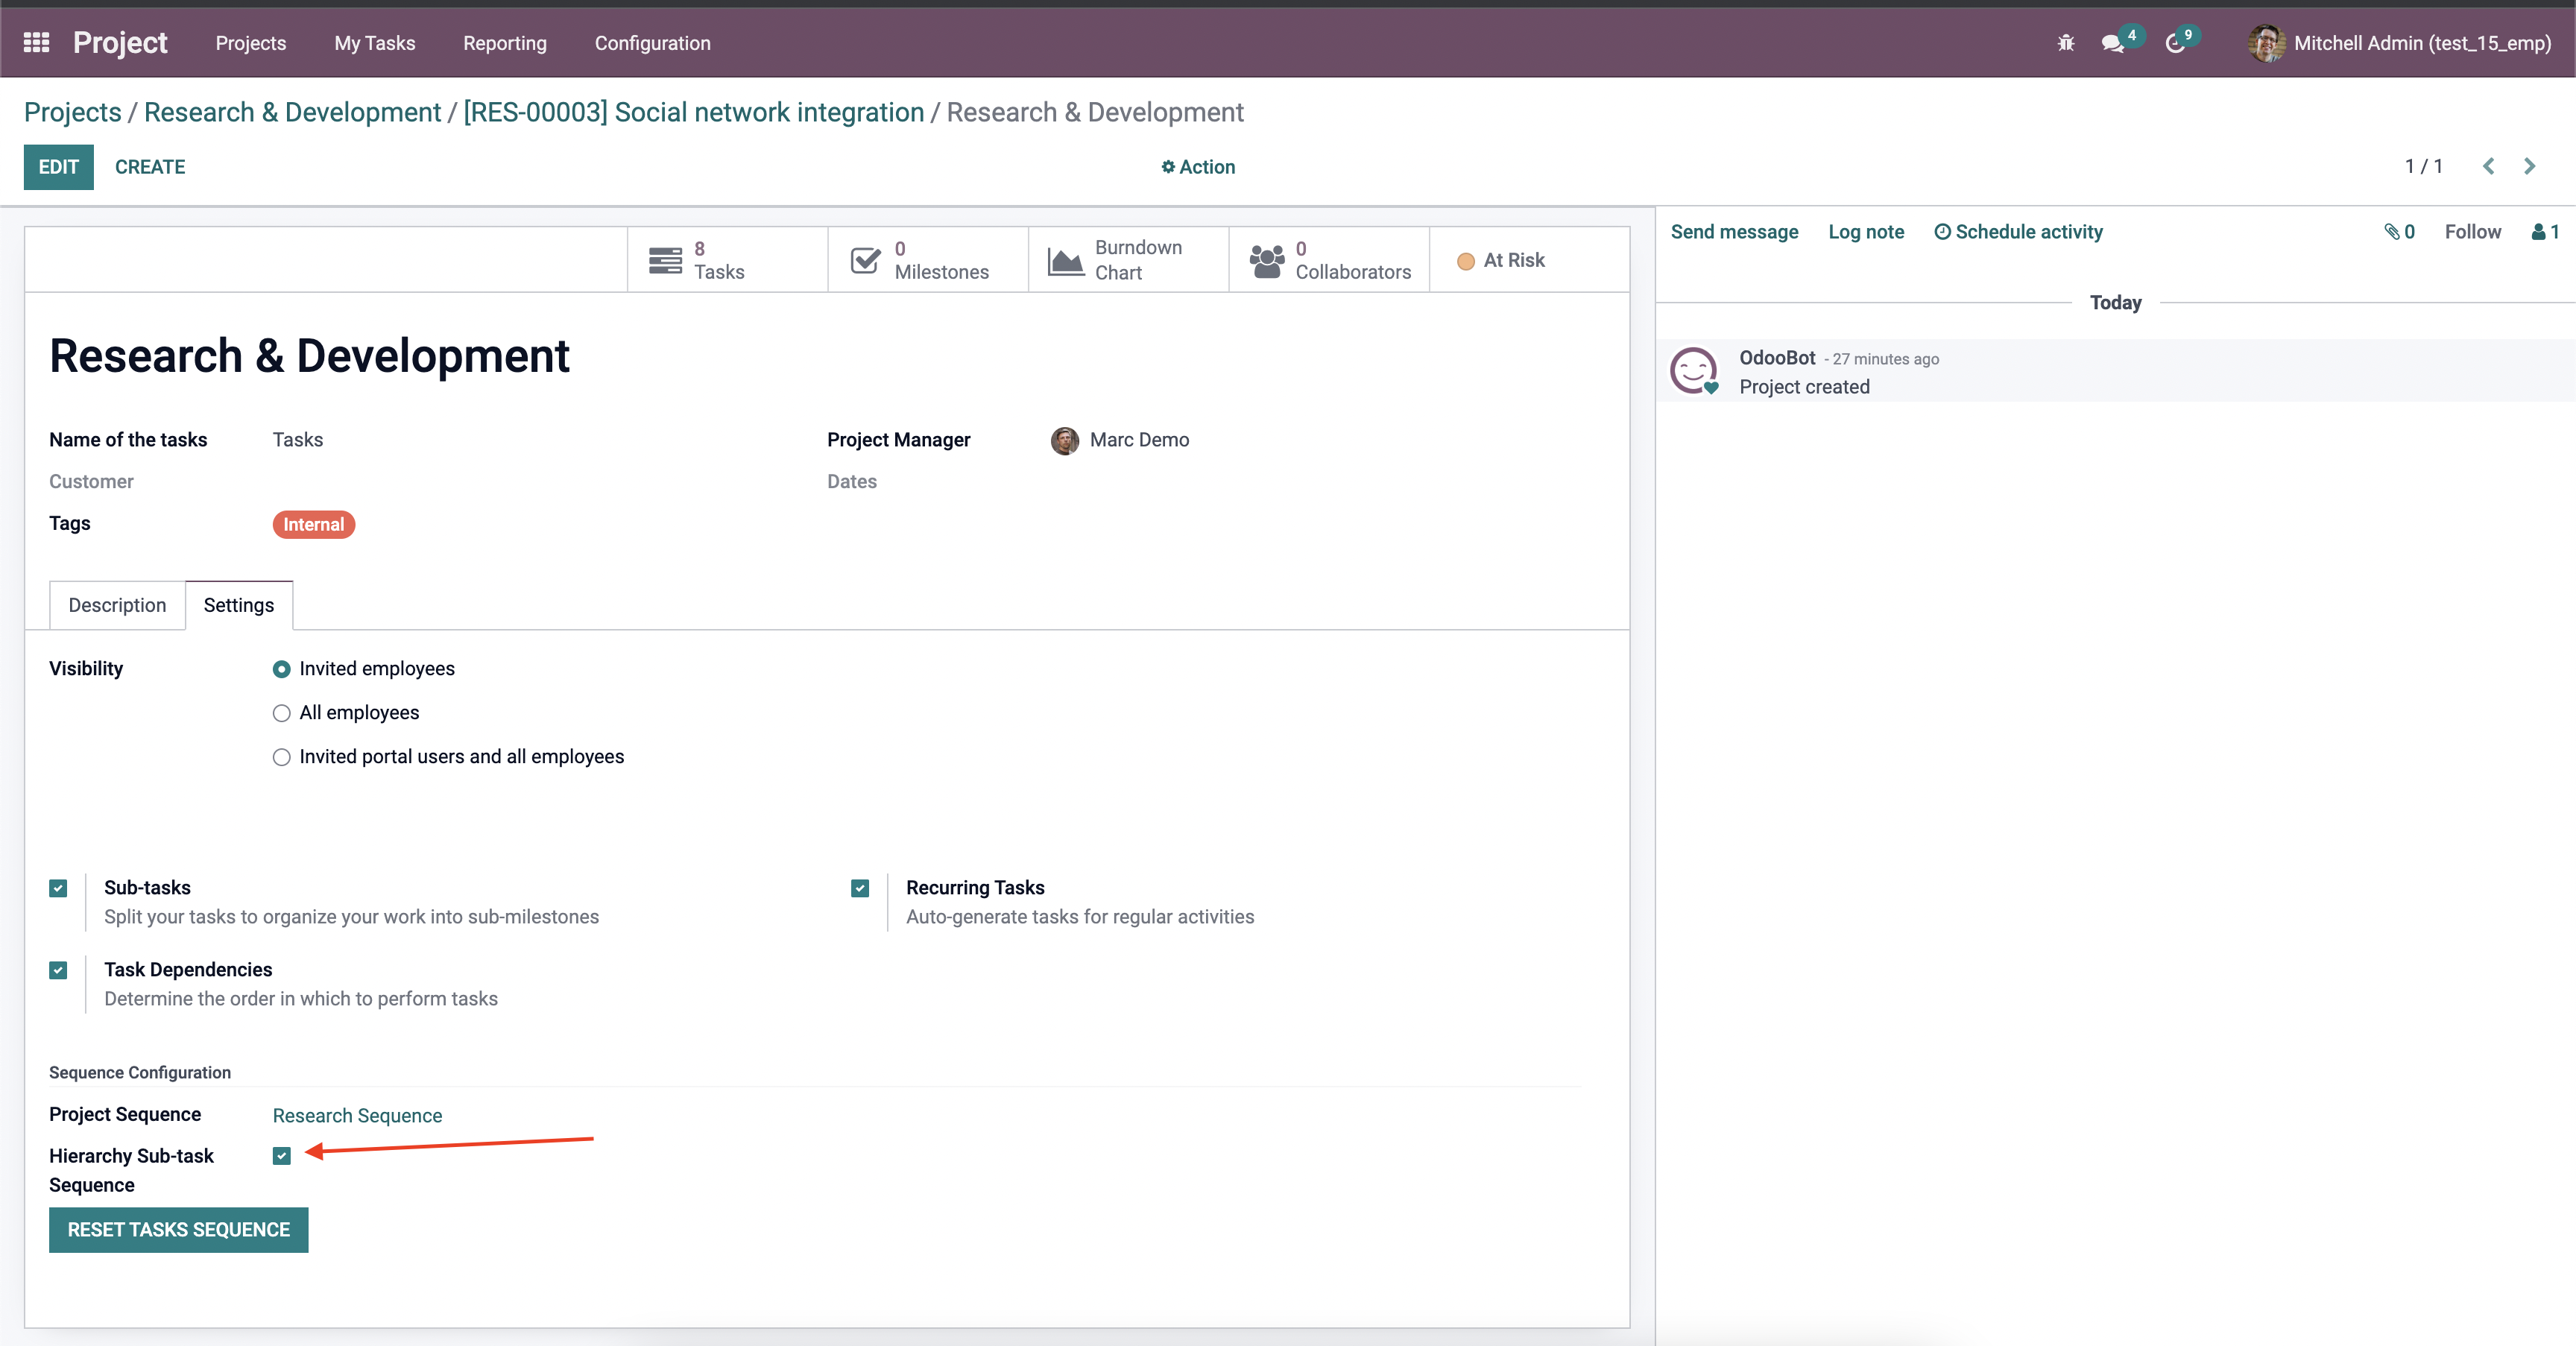 Project Projects My Tasks Reporting Configuration 4 9 Mitchell Admin (test_15_emp)
Projects / Research & Development / [RES-00003] Social network integration / Research & Development
EDIT CREATE Action 1 / 1
8 Tasks
0 Milestones
Burndown Chart
0 Collaborators
At Risk
Send message Log note Schedule activity 0 Follow 1
Today
OdooBot - 27 minutes ago
Project created
Research & Development
Name of the tasks Tasks
Project Manager Marc Demo
Customer
Dates
Tags Internal
Description Settings
Visibility Invited employees
All employees
Invited portal users and all employees
Sub-tasks
Split your tasks to organize your work into sub-milestones
Recurring Tasks
Auto-generate tasks for regular activities
Task Dependencies
Determine the order in which to perform tasks
Sequence Configuration
Project Sequence Research Sequence
Hierarchy Sub-task
Sequence
RESET TASKS SEQUENCE